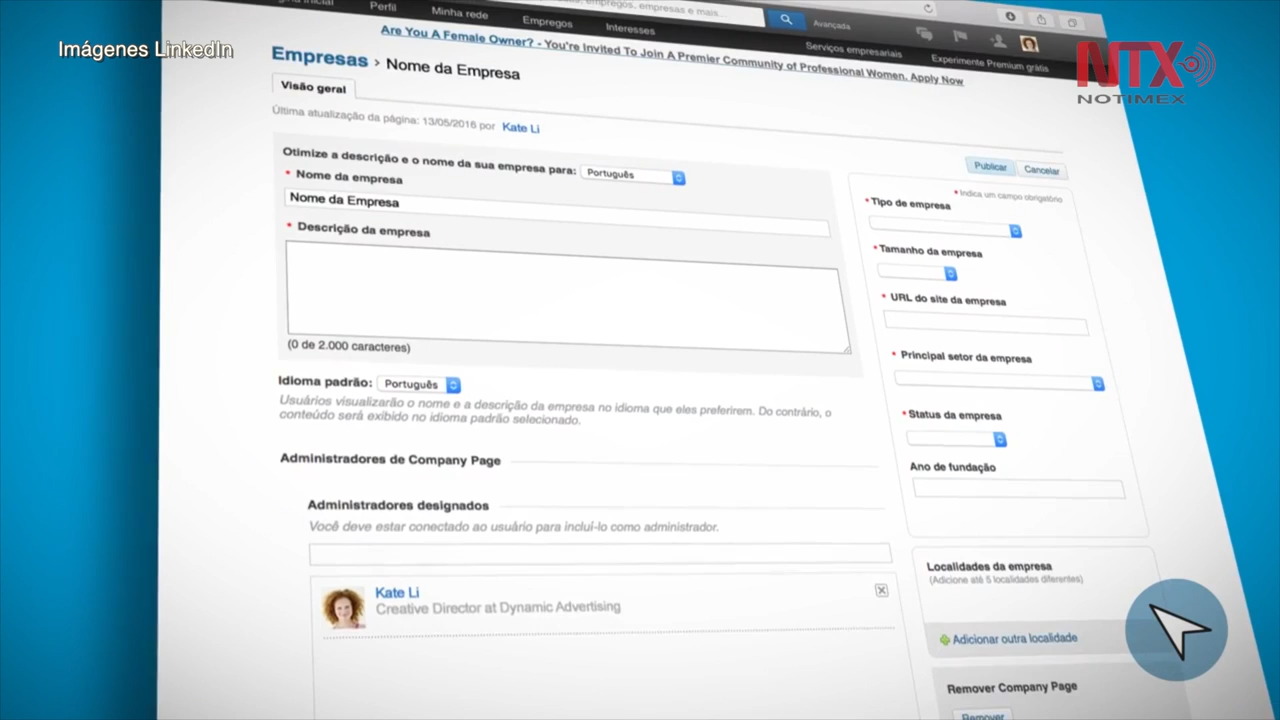 Imágenes LinkedIn
NTX
NOTIMEX
Perfil
Minha rede
Empregos
Interesses
empregos, empresas e mais...
Avançada
Serviços empresariais
Experimente Premium grátis
Are You A Female Owner? - You're Invited To Join A Premier Community of Professional Women. Apply Now
Empresas › Nome da Empresa
Visão geral
Última atualização da página: 13/05/2016 por Kate Li
Publicar
Cancelar
Otimize a descrição e o nome da sua empresa para: Português
* Nome da empresa
Nome da Empresa
* Descrição da empresa
(0 de 2.000 caracteres)
Idioma padrão: Português
Usuários visualizarão o nome e a descrição da empresa no idioma que eles preferirem. Do contrário, o
conteúdo será exibido no idioma padrão selecionado.
Administradores de Company Page
Administradores designados
Você deve estar conectado ao usuário para incluí-lo como administrador.
Kate Li
Creative Director at Dynamic Advertising
* Indica um campo obrigatório
* Tipo de empresa
* Tamanho da empresa
* URL do site da empresa
* Principal setor da empresa
* Status da empresa
Ano de fundação
Localidades da empresa
(Adicione até 5 localidades diferentes)
Adicionar outra localidade
Remover Company Page
Remover